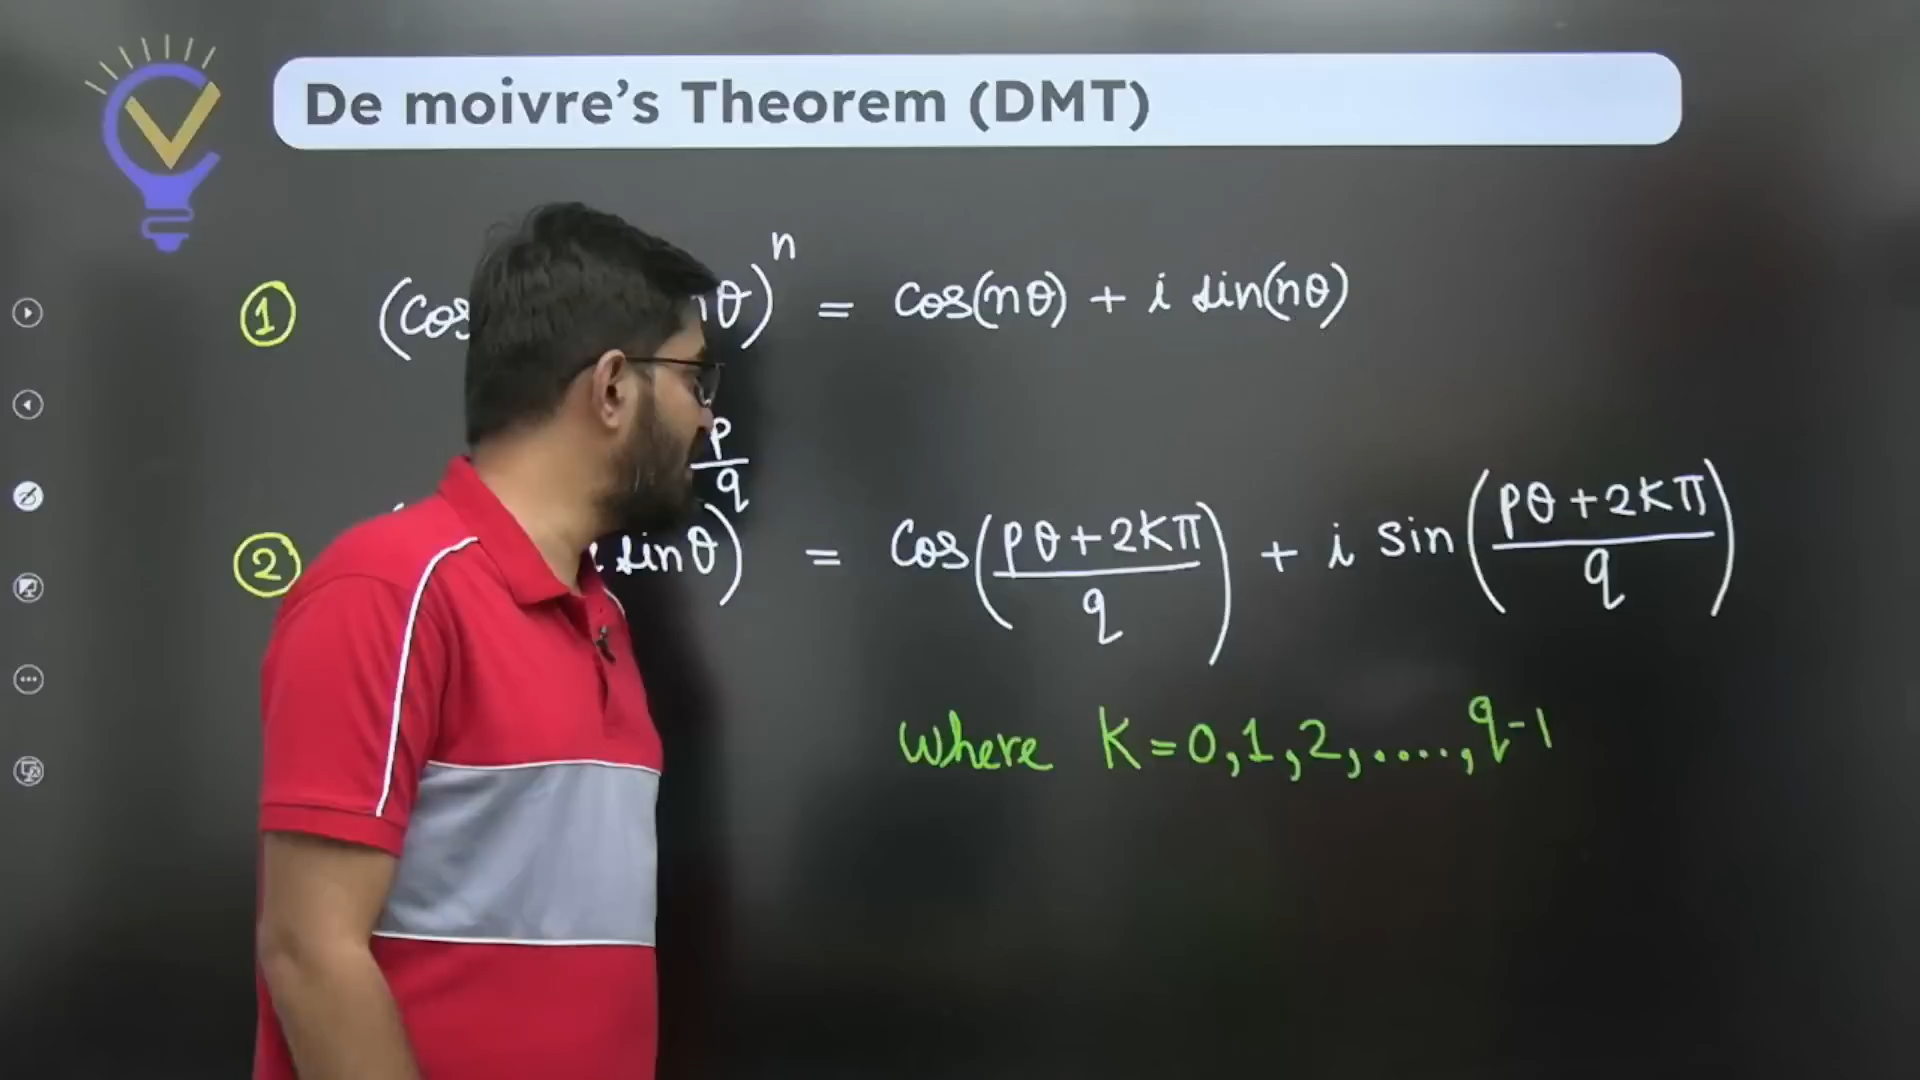 De moivre's Theorem (DMT)
① (cos nθ)^n = cos(nθ) + i sin(nθ)
② i sinθ)^(p/q) = cos((pθ+2kπ)/q) + i sin((pθ+2kπ)/q)
where k=0,1,2,....,q-1